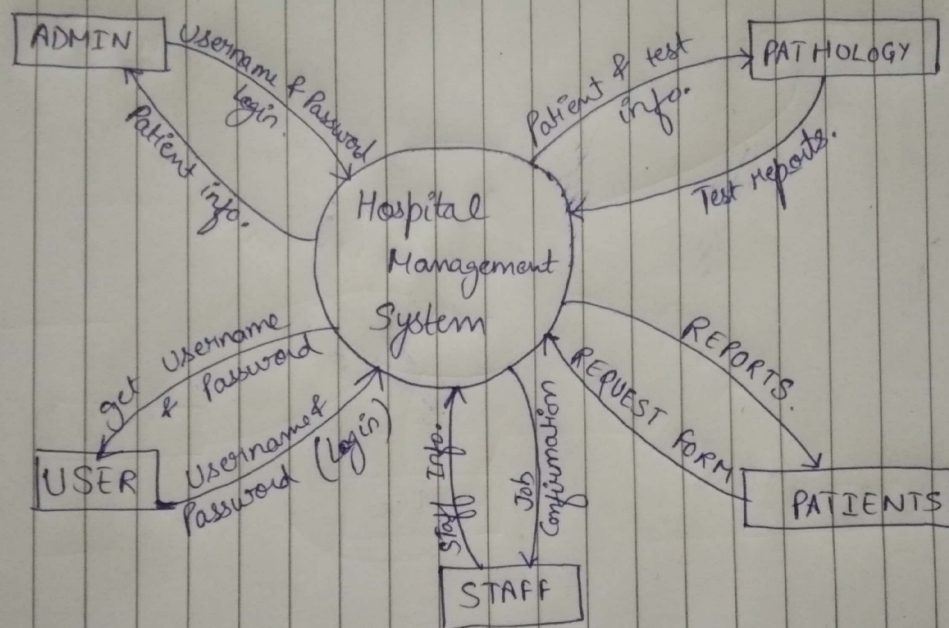 ADMIN
Username & Password
Login.
Patient info.
Patient & test
info.
PATHOLOGY
Test reports.
Hospital
Management
System
get Username
& Password
USER
Username &
Password (Login)
Staff Info.
Job
Confirmation
STAFF
REPORTS.
REQUEST FORM
PATIENTS